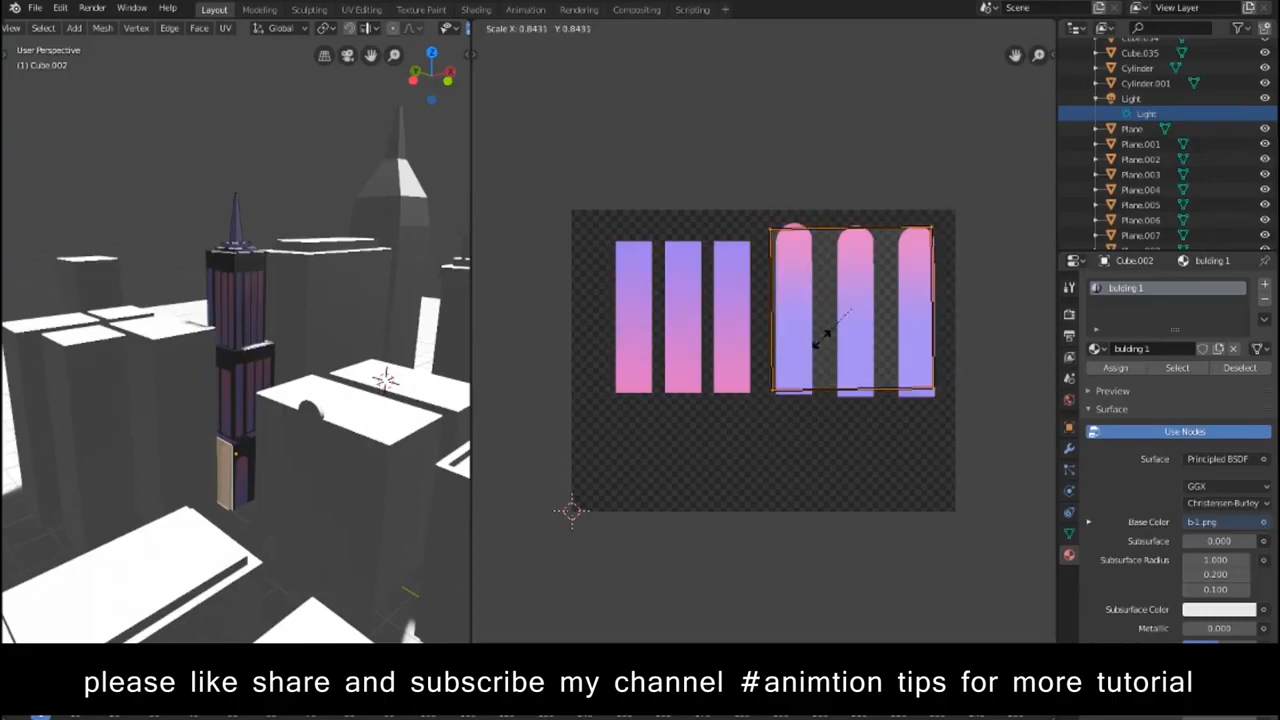 File Edit Render Window Help Layout Modeling Sculpting UV Editing Texture Paint Shading Animation Rendering Compositing Scripting + Scene View Layer
View Select Add Mesh Vertex Edge Face UV Global
Scale X: 0.8431 Y: 0.8431
User Perspective
(1) Cube.002
Cube.034
Cube.035
Cylinder
Cylinder.001
Light
Light
Plane
Plane.001
Plane.002
Plane.003
Plane.004
Plane.005
Plane.006
Plane.007
Cube.002 bulding 1
bulding 1
bulding 1
Assign Select Deselect
Preview
Surface
Use Nodes
Surface Principled BSDF
GGX
Christensen-Burley
Base Color b-1.png
Subsurface 0.000
Subsurface Radius 1.000
0.200
0.100
Subsurface Color
Metallic 0.000
please like share and subscribe my channel #animtion tips for more tutorial